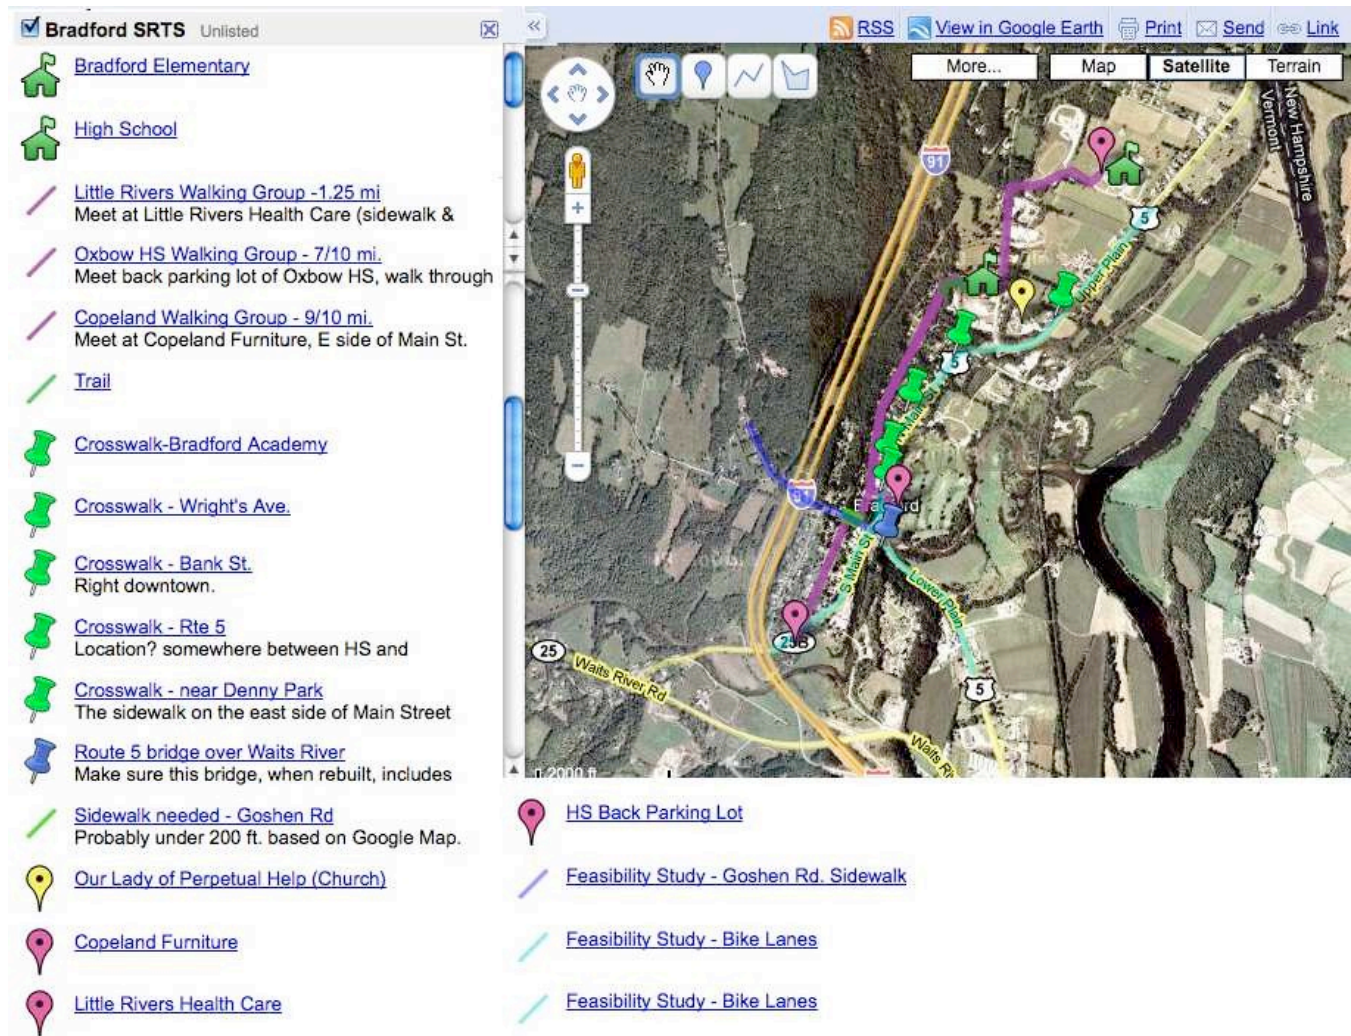 Bradford SRTS Unlisted
Bradford Elementary
High School
Little Rivers Walking Group -1.25 mi
Meet at Little Rivers Health Care (sidewalk &
Oxbow HS Walking Group - 7/10 mi.
Meet back parking lot of Oxbow HS, walk through
Copeland Walking Group - 9/10 mi.
Meet at Copeland Furniture, E side of Main St.
Trail
Crosswalk-Bradford Academy
Crosswalk - Wright's Ave.
Crosswalk - Bank St.
Right downtown.
Crosswalk - Rte 5
Location? somewhere between HS and
Crosswalk - near Denny Park
The sidewalk on the east side of Main Street
Route 5 bridge over Waits River
Make sure this bridge, when rebuilt, includes
Sidewalk needed - Goshen Rd
Probably under 200 ft. based on Google Map.
Our Lady of Perpetual Help (Church)
Copeland Furniture
Little Rivers Health Care
«
RSS View in Google Earth Print Send Link
More... Map Satellite Terrain
New Hampshire
Vermont
91
5
Upper Plain
5
Main St
91
S Main St
Lower Plain
25B
25
Waits River Rd
5
Waits
2000 ft
HS Back Parking Lot
Feasibility Study - Goshen Rd. Sidewalk
Feasibility Study - Bike Lanes
Feasibility Study - Bike Lanes